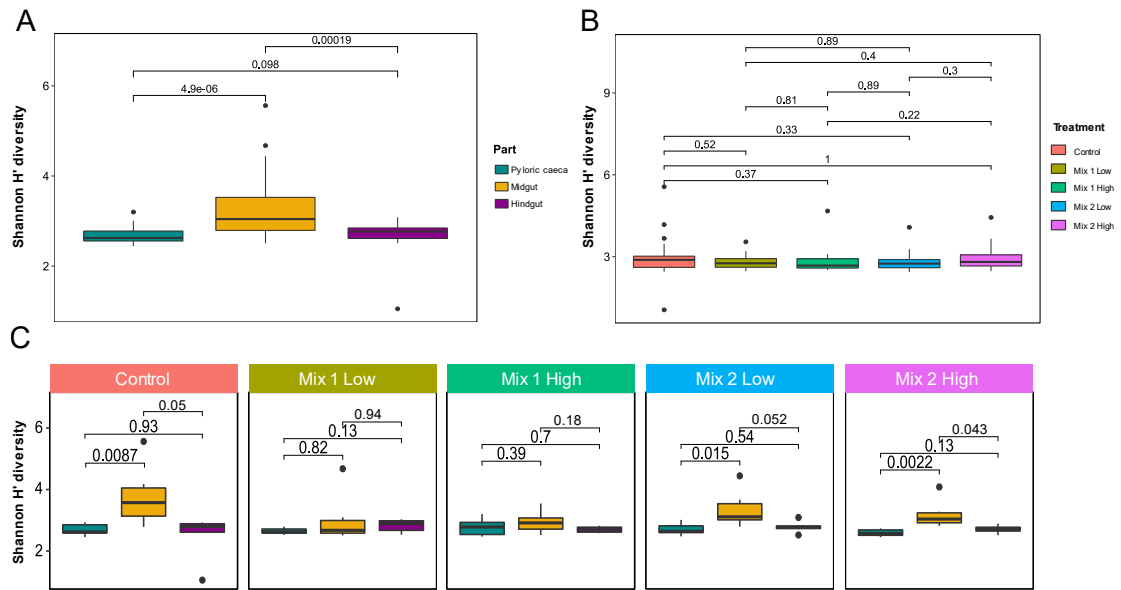 A
Shannon H' diversity
6
4
2
0.00019
0.098
4.9e-06
Part
Pyloric caeca
Midgut
Hindgut
B
Shannon H' diversity
9
6
3
0.89
0.4
0.3
0.89
0.81
0.22
0.33
0.52
1
0.37
Treatment
Control
Mix 1 Low
Mix 1 High
Mix 2 Low
Mix 2 High
C
Shannon H' diversity
6
4
2
Control
0.05
0.93
0.0087
Mix 1 Low
0.94
0.13
0.82
Mix 1 High
0.18
0.7
0.39
Mix 2 Low
0.052
0.54
0.015
Mix 2 High
0.043
0.13
0.0022